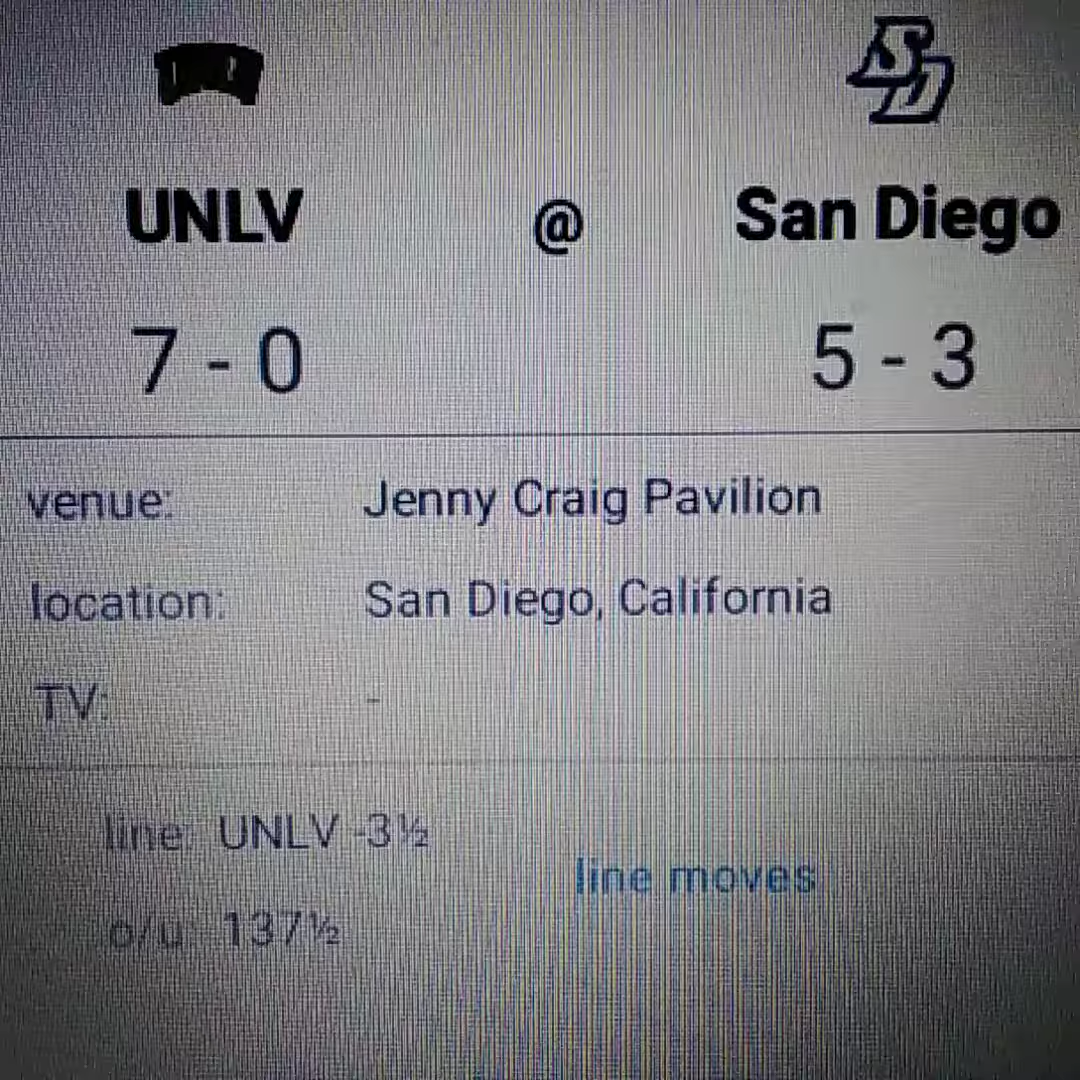 UNLV @ San Diego
7 - 0 5 - 3
venue: Jenny Craig Pavilion
location: San Diego, California
TV: -
line: UNLV -3½
line moves
o/u: 137½